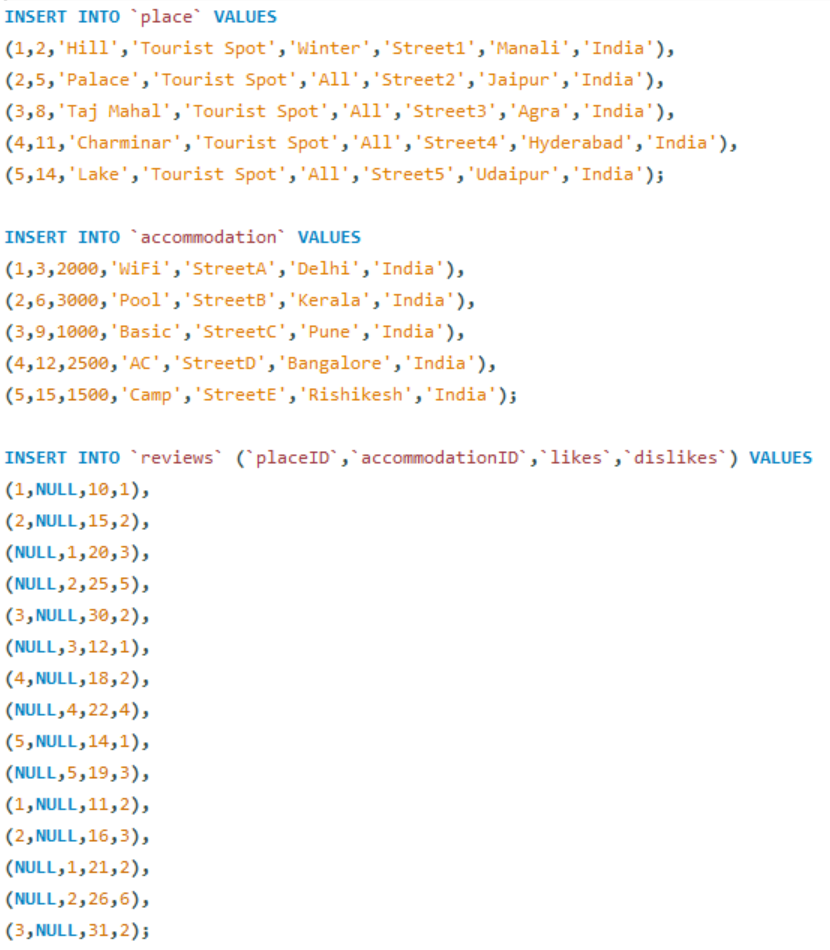 INSERT INTO `place` VALUES
(1,2,'Hill','Tourist Spot','Winter','Street1','Manali','India'),
(2,5,'Palace','Tourist Spot','All','Street2','Jaipur','India'),
(3,8,'Taj Mahal','Tourist Spot','All','Street3','Agra','India'),
(4,11,'Charminar','Tourist Spot','All','Street4','Hyderabad','India'),
(5,14,'Lake','Tourist Spot','All','Street5','Udaipur','India');
INSERT INTO `accommodation` VALUES
(1,3,2000,'WiFi','StreetA','Delhi','India'),
(2,6,3000,'Pool','StreetB','Kerala','India'),
(3,9,1000,'Basic','StreetC','Pune','India'),
(4,12,2500,'AC','StreetD','Bangalore','India'),
(5,15,1500,'Camp','StreetE','Rishikesh','India');
INSERT INTO `reviews` (`placeID`,`accommodationID`,`likes`,`dislikes`) VALUES
(1,NULL,10,1),
(2,NULL,15,2),
(NULL,1,20,3),
(NULL,2,25,5),
(3,NULL,30,2),
(NULL,3,12,1),
(4,NULL,18,2),
(NULL,4,22,4),
(5,NULL,14,1),
(NULL,5,19,3),
(1,NULL,11,2),
(2,NULL,16,3),
(NULL,1,21,2),
(NULL,2,26,6),
(3,NULL,31,2);